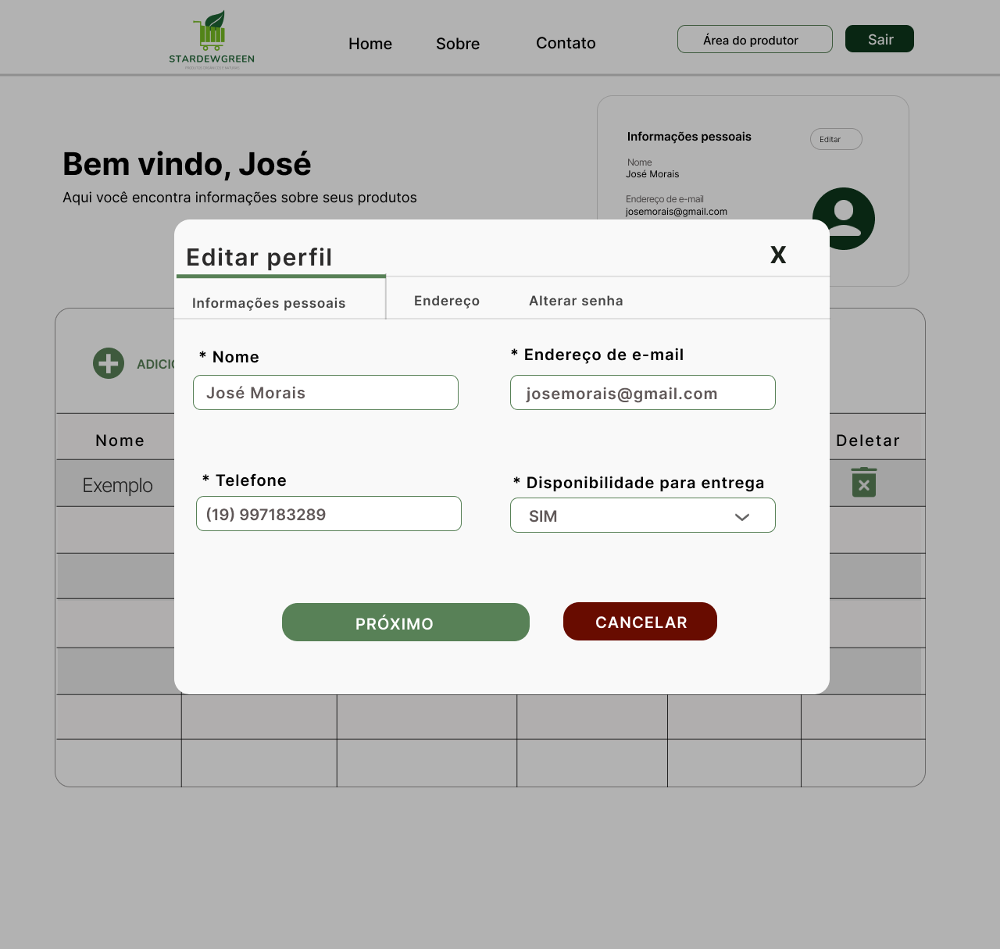 STARDEWGREEN
Home
Sobre
Contato
Área do produtor
Sair
Bem vindo, José
Aqui você encontra informações sobre seus produtos
Informações pessoais
Editar
Nome
José Morais
Endereço de e-mail
josemorais@gmail.com
Editar perfil
X
Informações pessoais
Endereço
Alterar senha
* Nome
* Endereço de e-mail
José Morais
josemorais@gmail.com
* Telefone
* Disponibilidade para entrega
(19) 997183289
SIM
PRÓXIMO
CANCELAR
ADICI
Nome
Deletar
Exemplo